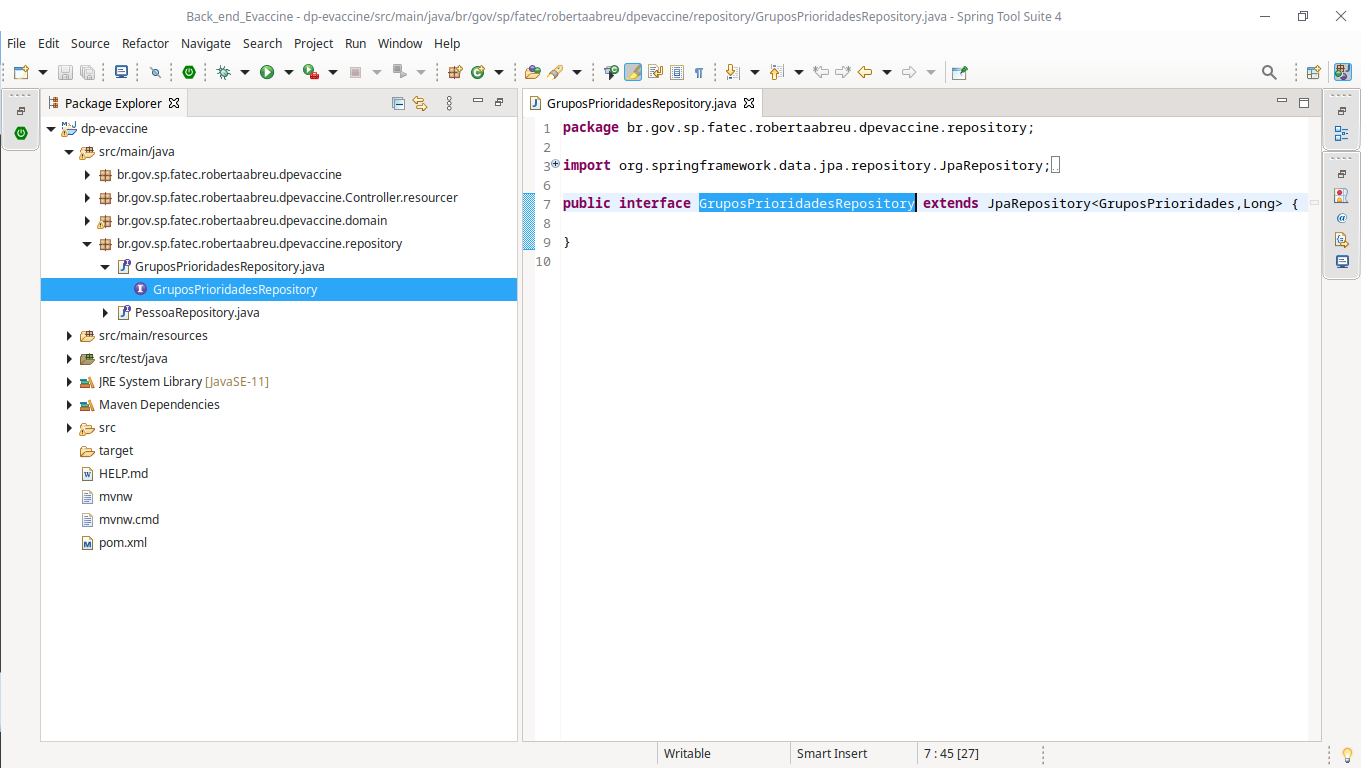 Back_end_Evaccine - dp-evaccine/src/main/java/br/gov/sp/fatec/robertaabreu/dpevaccine/repository/GruposPrioridadesRepository.java - Spring Tool Suite 4
File Edit Source Refactor Navigate Search Project Run Window Help
Package Explorer
dp-evaccine
src/main/java
br.gov.sp.fatec.robertaabreu.dpevaccine
br.gov.sp.fatec.robertaabreu.dpevaccine.Controller.resourcer
br.gov.sp.fatec.robertaabreu.dpevaccine.domain
br.gov.sp.fatec.robertaabreu.dpevaccine.repository
GruposPrioridadesRepository.java
GruposPrioridadesRepository
PessoaRepository.java
src/main/resources
src/test/java
JRE System Library [JavaSE-11]
Maven Dependencies
src
target
HELP.md
mvnw
mvnw.cmd
pom.xml
GruposPrioridadesRepository.java
1 package br.gov.sp.fatec.robertaabreu.dpevaccine.repository;
2
3 import org.springframework.data.jpa.repository.JpaRepository;
6
7 public interface GruposPrioridadesRepository extends JpaRepository<GruposPrioridades,Long> {
8
9 }
10
Writable Smart Insert 7 : 45 [27]